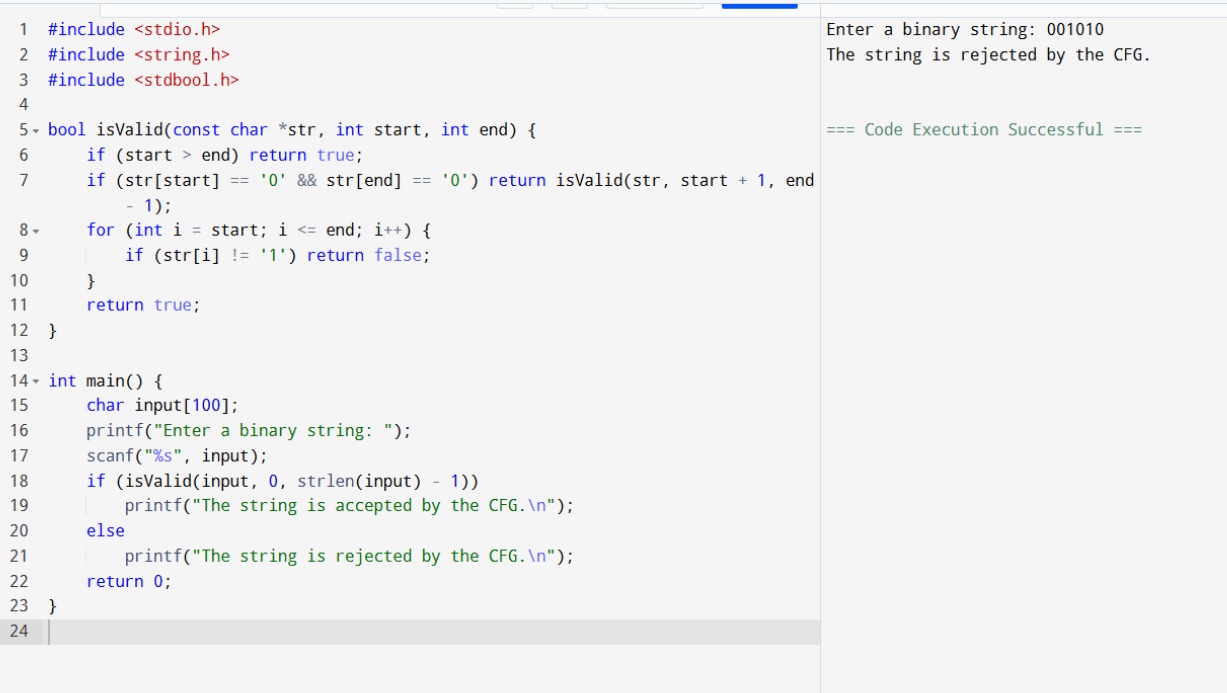 1 #include <stdio.h>
2 #include <string.h>
3 #include <stdbool.h>
4
5 bool isValid(const char *str, int start, int end) {
6     if (start > end) return true;
7     if (str[start] == '0' && str[end] == '0') return isValid(str, start + 1, end
        - 1);
8     for (int i = start; i <= end; i++) {
9         if (str[i] != '1') return false;
10     }
11     return true;
12 }
13
14 int main() {
15     char input[100];
16     printf("Enter a binary string: ");
17     scanf("%s", input);
18     if (isValid(input, 0, strlen(input) - 1))
19         printf("The string is accepted by the CFG.\n");
20     else
21         printf("The string is rejected by the CFG.\n");
22     return 0;
23 }
24
Enter a binary string: 001010
The string is rejected by the CFG.
=== Code Execution Successful ===